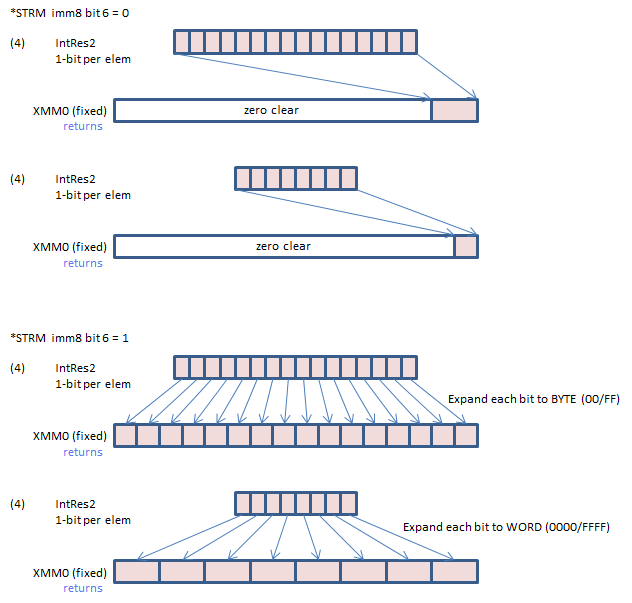 *STRM imm8 bit 6 = 0
(4) IntRes2
1-bit per elem
XMM0 (fixed) zero clear
returns
(4) IntRes2
1-bit per elem
XMM0 (fixed) zero clear
returns
*STRM imm8 bit 6 = 1
(4) IntRes2
1-bit per elem
Expand each bit to BYTE (00/FF)
XMM0 (fixed)
returns
(4) IntRes2
1-bit per elem
Expand each bit to WORD (0000/FFFF)
XMM0 (fixed)
returns